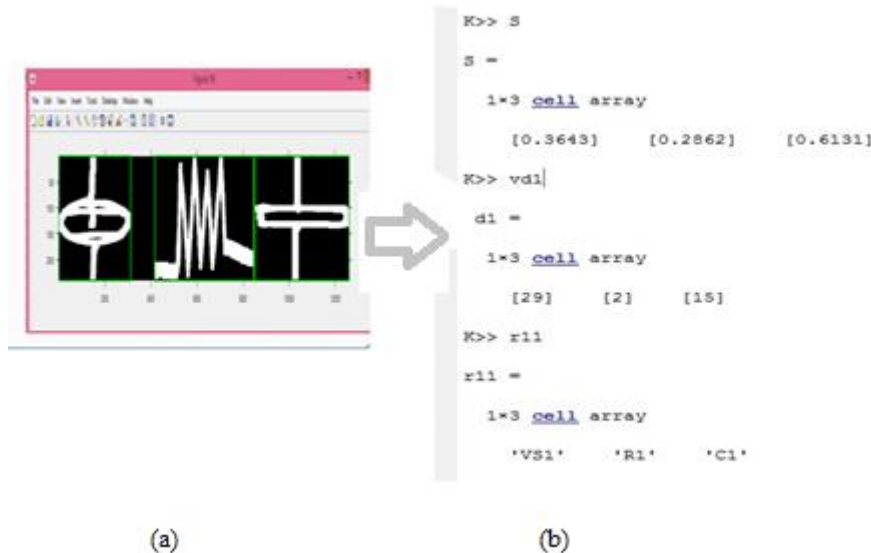 K>> S
S =
1×3 cell array
[0.3643] [0.2862] [0.6131]
K>> vd1
d1 =
1×3 cell array
[29] [2] [15]
K>> r11
r11 =
1×3 cell array
'VS1' 'R1' 'C1'
(a) (b)